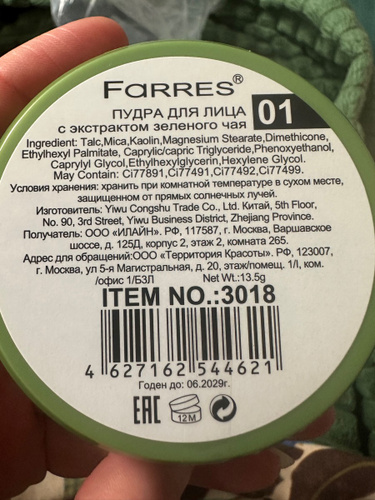 FARRES®
ПУДРА ДЛЯ ЛИЦА
с экстрактом зеленого чая
01
Ingredient: Talc,Mica,Kaolin,Magnesium Stearate,Dimethicone,
Ethylhexyl Palmitate, Caprylic/capric Triglyceride,Phenoxyethanol,
Caprylyl Glycol,Ethylhexylglycerin,Hexylene Glycol.
May Contain: Ci77891,Ci77491,Ci77492,Ci77499.
Условия хранения: хранить при комнатной температуре в сухом месте,
защищенном от прямых солнечных лучей.
Изготовитель: Yiwu Congshu Trade Co., Ltd. Китай, 5th Floor,
No. 90, 3rd Street, Yiwu Business District, Zhejiang Province.
Получатель: ООО «ИЛАЙН». РФ, 117587, г. Москва, Варшавское
шоссе, д. 125Д, корпус 2, этаж 2, комната 265.
Адрес для обращений:ООО «Территория Красоты». РФ, 123007,
г. Москва, ул 5-я Магистральная, д. 20, этаж/помещ. 1/I, ком.
/офис 1/БЗЛ Net Wt.:13.5g
ITEM NO.:3018
4 627162 544621
Годен до: 06.2029г.
EAC 12M